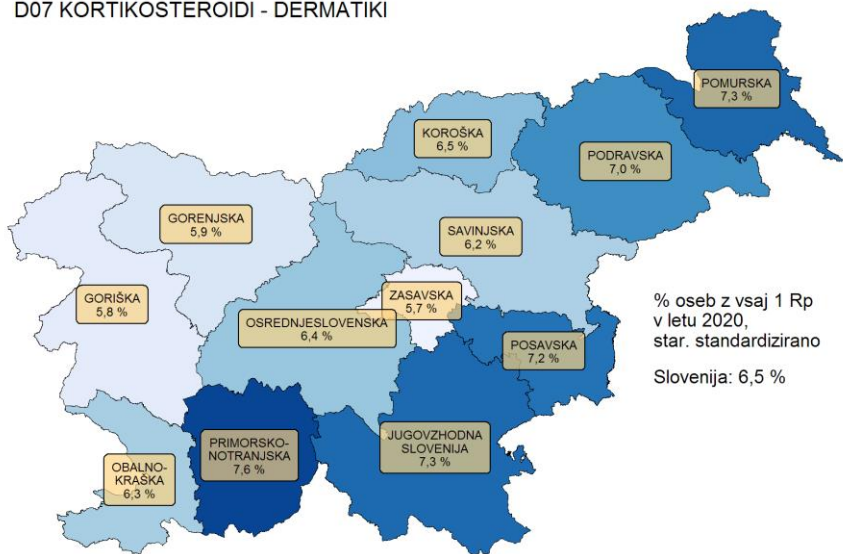 D07 KORTIKOSTEROIDI - DERMATIKI
POMURSKA
7,3 %
KOROŠKA
6,5 %
PODRAVSKA
7,0 %
GORENJSKA
5,9 %
SAVINJSKA
6,2 %
GORIŠKA
5,8 %
ZASAVSKA
5,7 %
OSREDNJESLOVENSKA
6,4 %
POSAVSKA
7,2 %
% oseb z vsaj 1 Rp
v letu 2020,
star. standardizirano
Slovenija: 6,5 %
PRIMORSKO-
NOTRANJSKA
7,6 %
JUGOVZHODNA
SLOVENIJA
7,3 %
OBALNO-
KRAŠKA
6,3 %